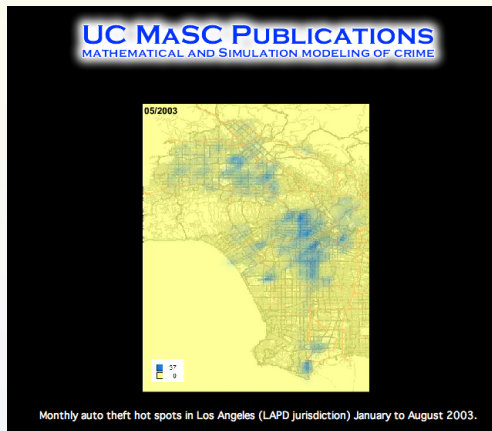 UC MASC PUBLICATIONS
MATHEMATICAL AND SIMULATION MODELING OF CRIME
05/2003
37
0
Monthly auto theft hot spots in Los Angeles (LAPD jurisdiction) January to August 2003.